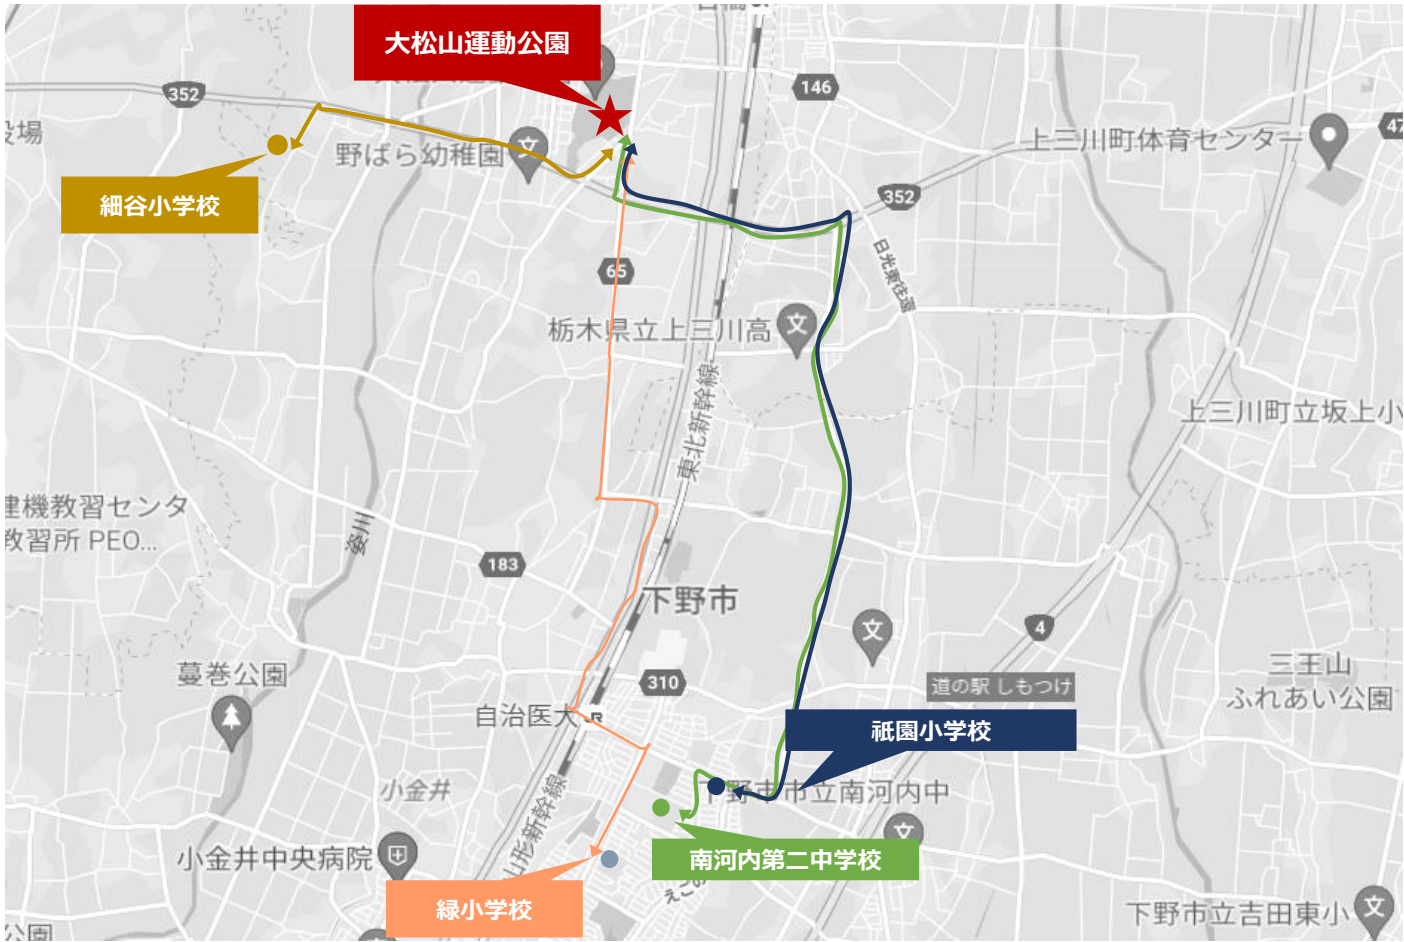 大松山運動公園
352
146
47
役場
野ばら幼稚園
文
上三川町体育センター
細谷小学校
352
日光東往還
65
栃木県立上三川高
文
東北新幹線
上三川町立坂上小
建機教習センタ
教習所 PEO...
姿川
183
下野市
文
4
三王山
ふれあい公園
蔓巻公園
310
道の駅 しもつけ
自治医大
JR
祇園小学校
小金井
下野市立南河内中
文
山形新幹線
小金井中央病院
南河内第二中学校
緑小学校
下野市立吉田東小
文
公園